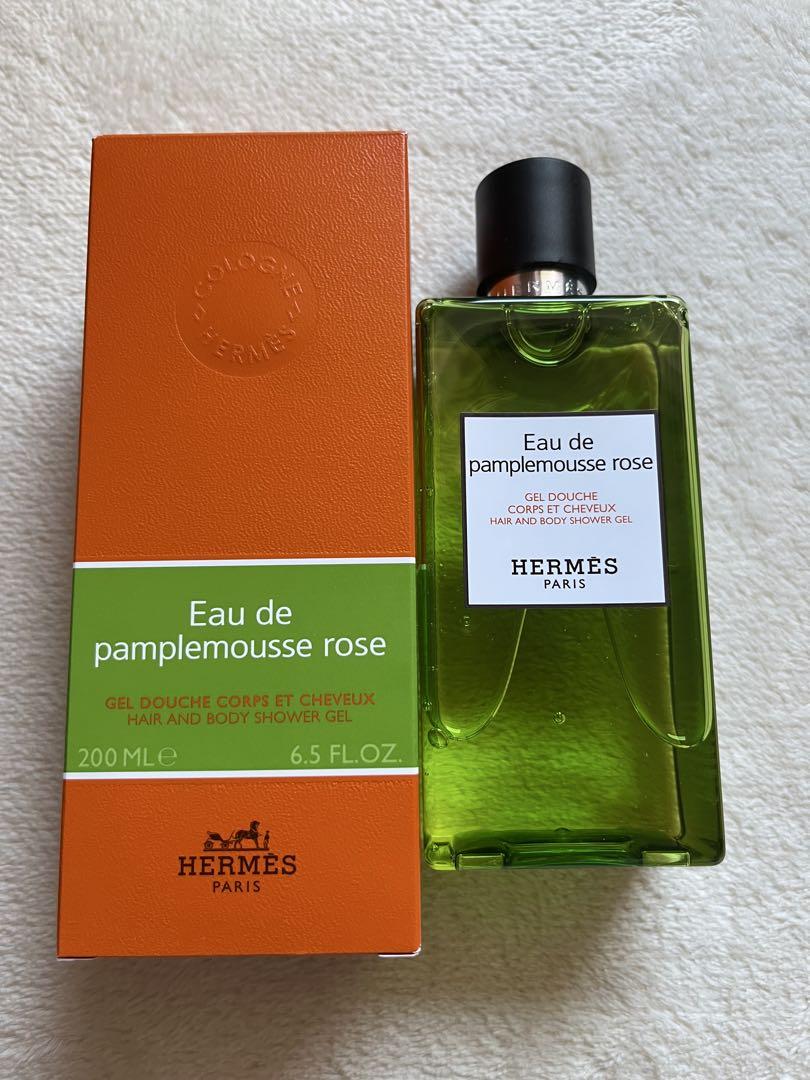 COLOGNE
HERMÈS
Eau de
pamplemousse rose
GEL DOUCHE CORPS ET CHEVEUX
HAIR AND BODY SHOWER GEL
200 ML℮ 6.5 FL.OZ.
HERMÈS
PARIS
HERMÈS
Eau de
pamplemousse rose
GEL DOUCHE
CORPS ET CHEVEUX
HAIR AND BODY SHOWER GEL
HERMÈS
PARIS